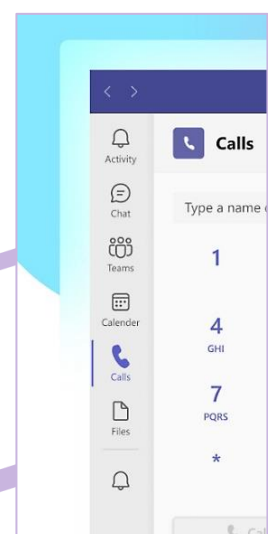 Activity
Calls
Chat
Type a name
1
Teams
Calender
4
GHI
Calls
7
PQRS
Files
*